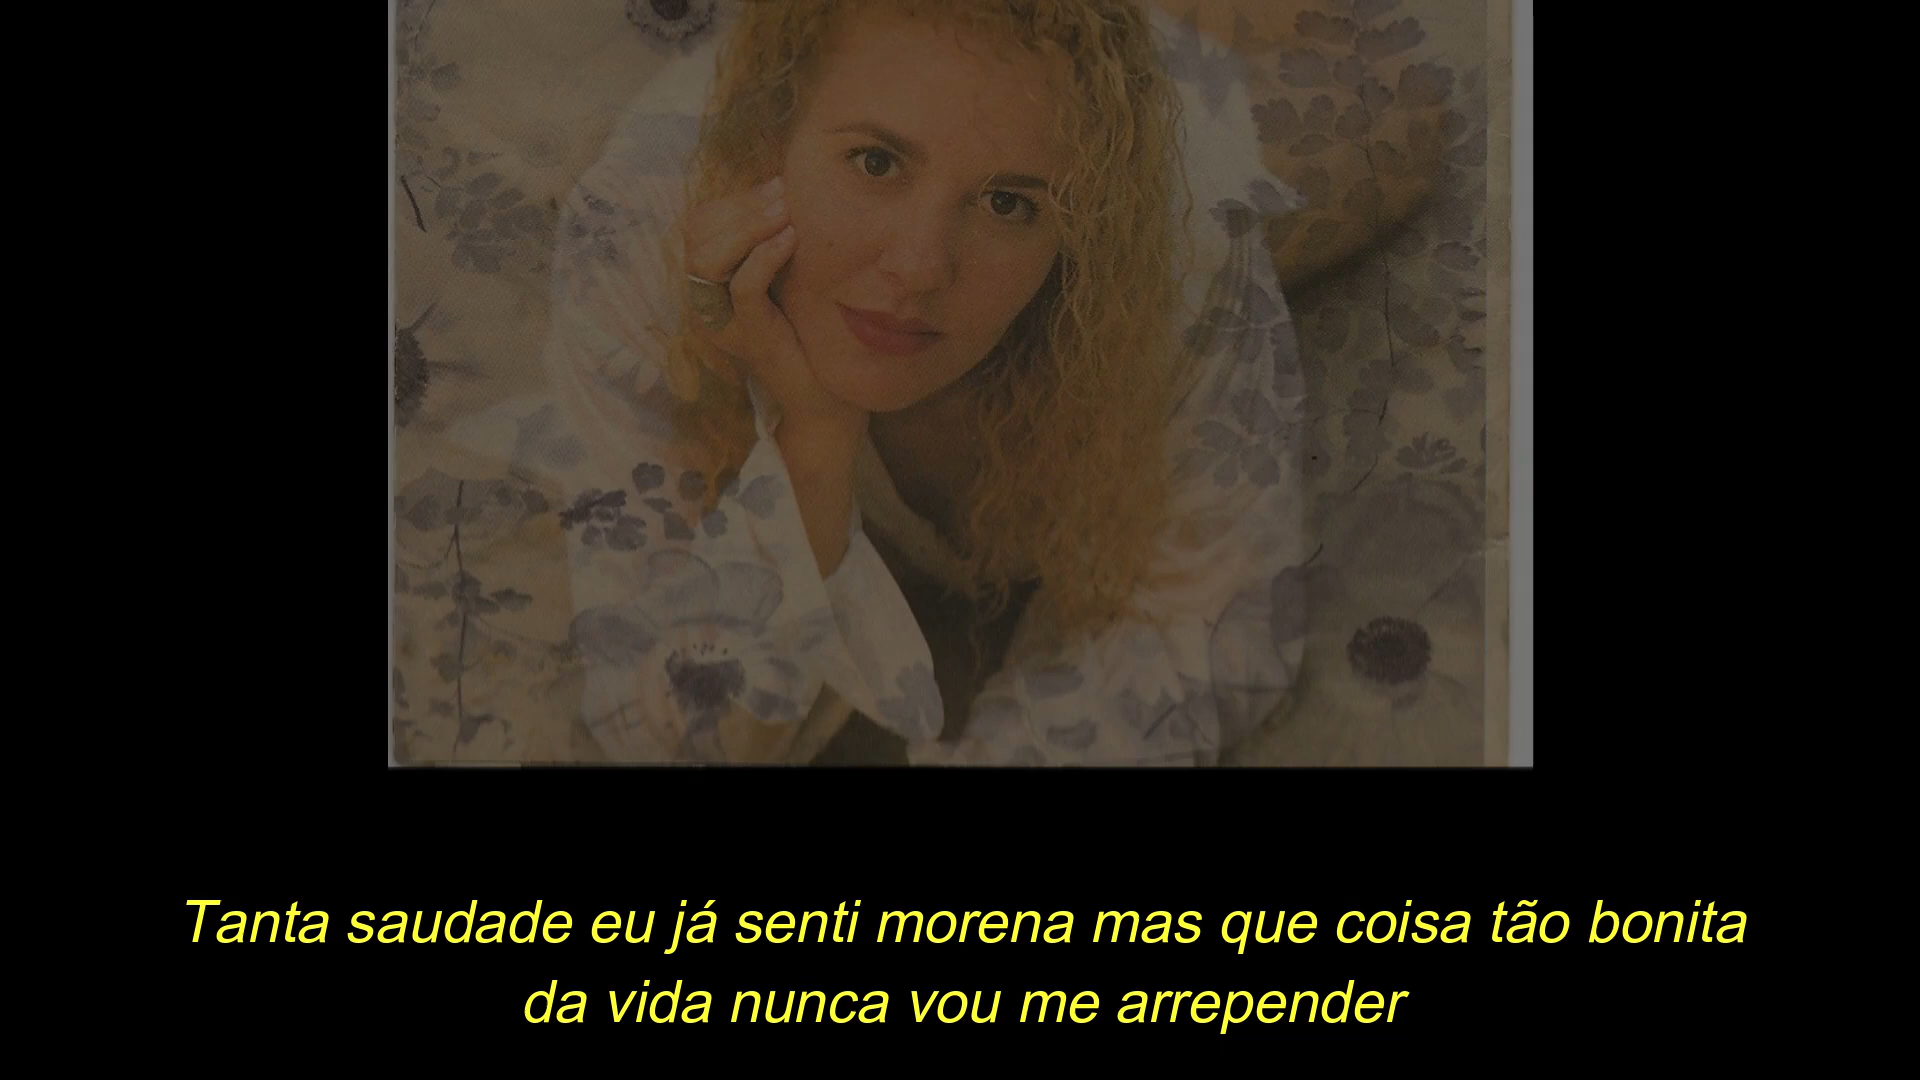 Tanta saudade eu já senti morena mas que coisa tão bonita
da vida nunca vou me arrepender